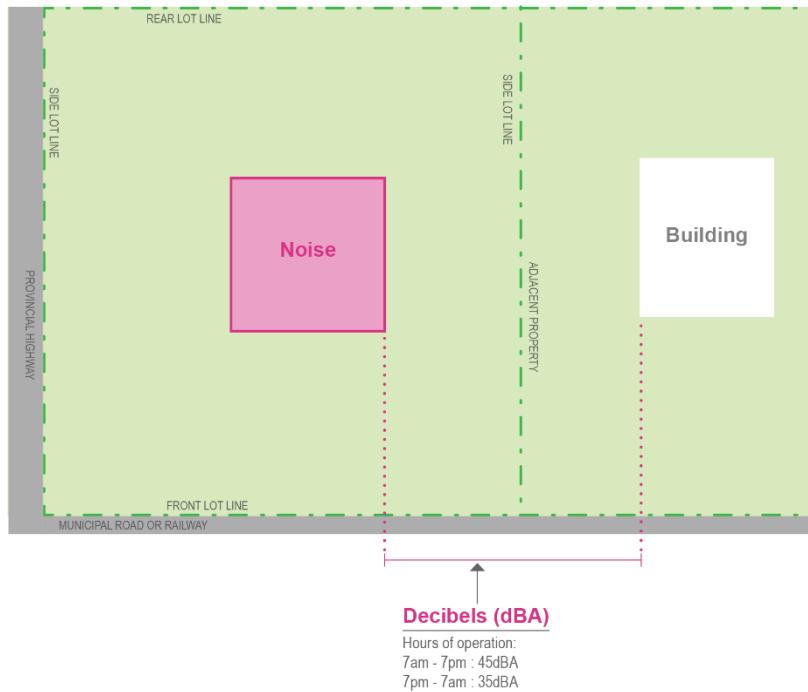 REAR LOT LINE
SIDE LOT LINE
SIDE LOT LINE
Noise
Building
PROVINCIAL HIGHWAY
ADJACENT PROPERTY
FRONT LOT LINE
MUNICIPAL ROAD OR RAILWAY
Decibels (dBA)
Hours of operation:
7am - 7pm : 45dBA
7pm - 7am : 35dBA